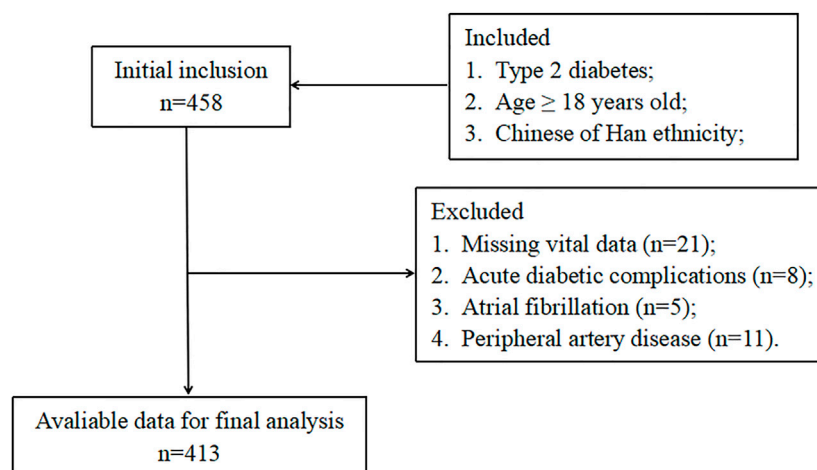 Initial inclusion
n=458
Included
1. Type 2 diabetes;
2. Age ≥ 18 years old;
3. Chinese of Han ethnicity;
Excluded
1. Missing vital data (n=21);
2. Acute diabetic complications (n=8);
3. Atrial fibrillation (n=5);
4. Peripheral artery disease (n=11).
Avaliable data for final analysis
n=413